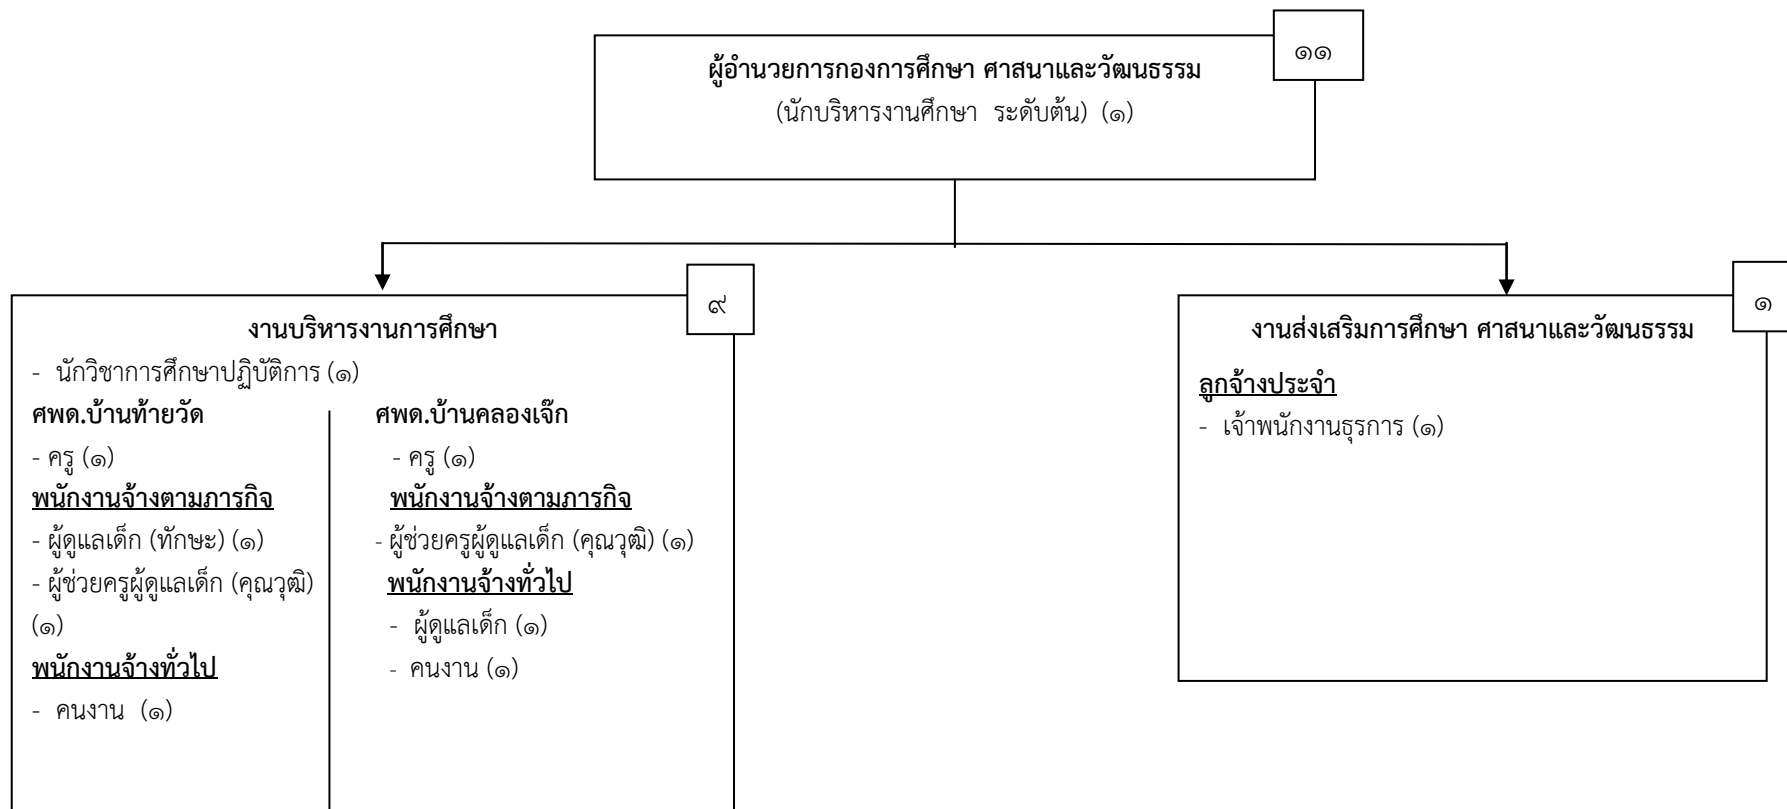 ๑๑
ผู้อำนวยการกองการศึกษา ศาสนาและวัฒนธรรม
(นักบริหารงานศึกษา ระดับต้น) (๑)
๙
งานบริหารงานการศึกษา
- นักวิชาการศึกษาปฏิบัติการ (๑)
ศพด.บ้านท้ายวัด
- ครู (๑)
พนักงานจ้างตามภารกิจ
- ผู้ดูแลเด็ก (ทักษะ) (๑)
- ผู้ช่วยครูผู้ดูแลเด็ก (คุณวุฒิ)
(๑)
พนักงานจ้างทั่วไป
- คนงาน (๑)
ศพด.บ้านคลองเจ๊ก
- ครู (๑)
พนักงานจ้างตามภารกิจ
- ผู้ช่วยครูผู้ดูแลเด็ก (คุณวุฒิ) (๑)
พนักงานจ้างทั่วไป
- ผู้ดูแลเด็ก (๑)
- คนงาน (๑)
๑
งานส่งเสริมการศึกษา ศาสนาและวัฒนธรรม
ลูกจ้างประจำ
- เจ้าพนักงานธุรการ (๑)